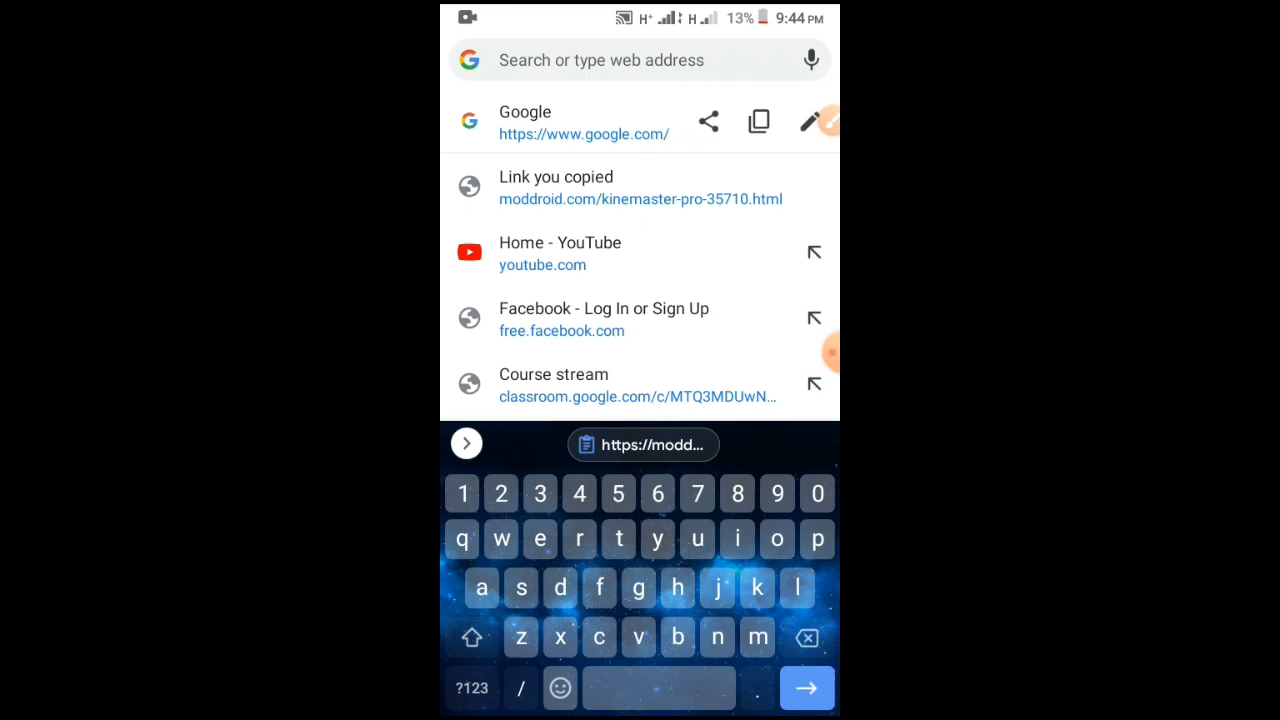 H+ H 13% 9:44 PM
Search or type web address
Google
https://www.google.com/
Link you copied
moddroid.com/kinemaster-pro-35710.html
Home - YouTube
youtube.com
Facebook - Log In or Sign Up
free.facebook.com
Course stream
classroom.google.com/c/MTQ3MDUwN...
https://modd...
1 2 3 4 5 6 7 8 9 0
q w e r t y u i o p
a s d f g h j k l
z x c v b n m
?123 / .